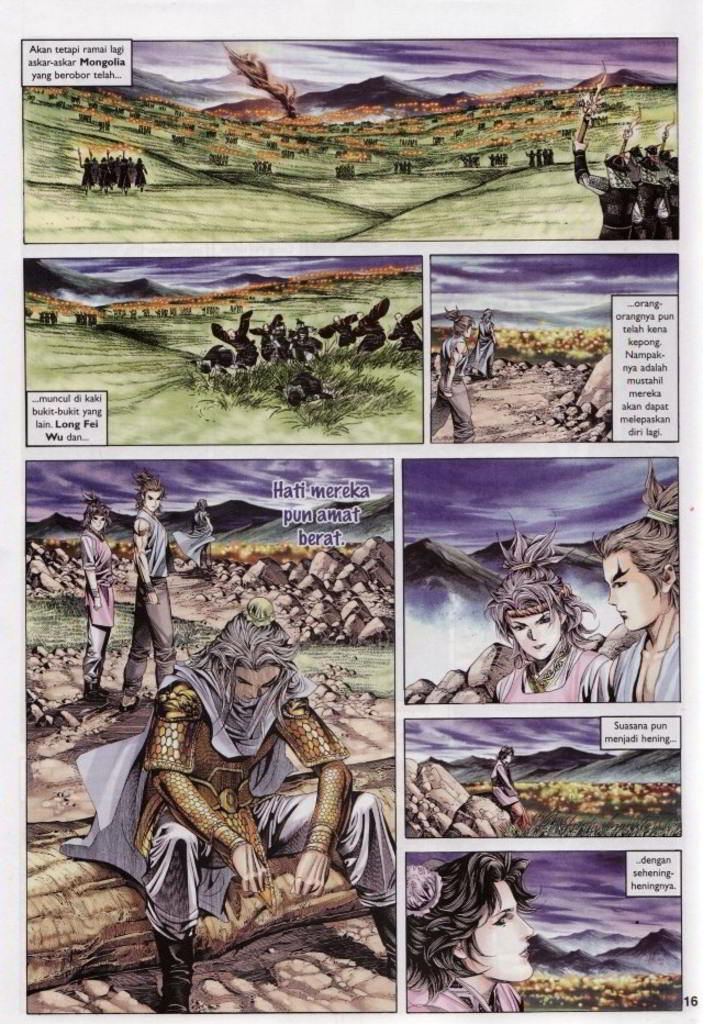 Akan tetapi ramai lagi
askar-askar Mongolia
yang berobor telah...
...muncul di kaki
bukit-bukit yang
lain. Long Fei
Wu dan...
...orang-
orangnya pun
telah kena
kepong.
Nampak-
nya adalah
mustahil
mereka
akan dapat
melepaskan
diri lagi.
Hati mereka
pun amat
berat..
Suasana pun
menjadi hening...
..dengan
sehening-
heningnya.
16